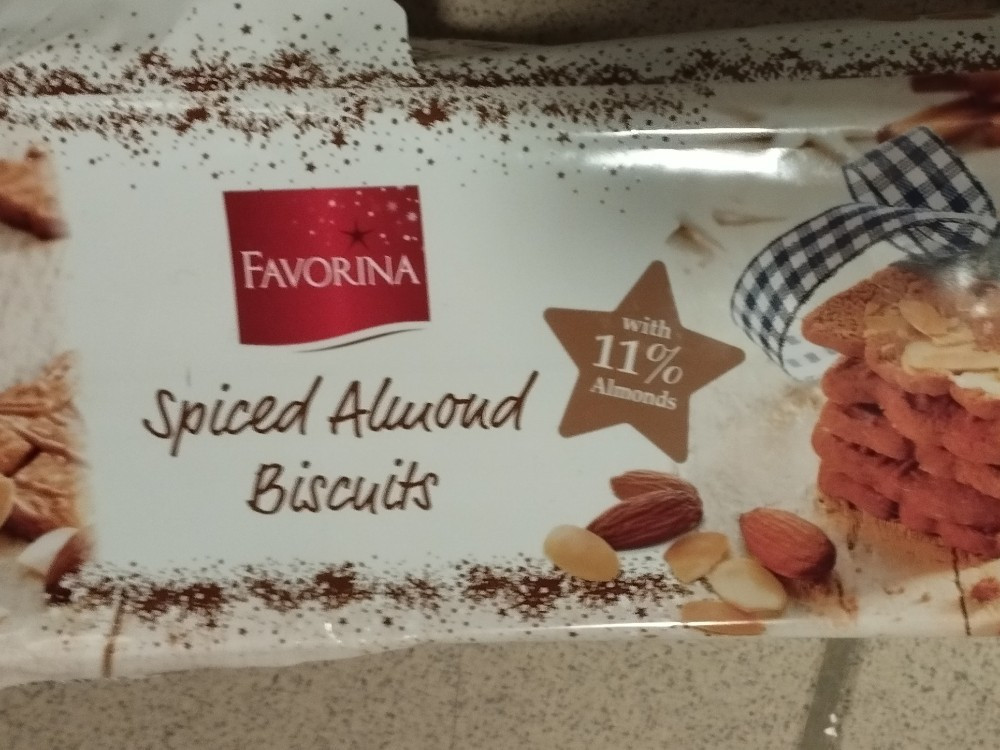 FAVORINA
Spiced Almond
Biscuits
with
11%
Almonds